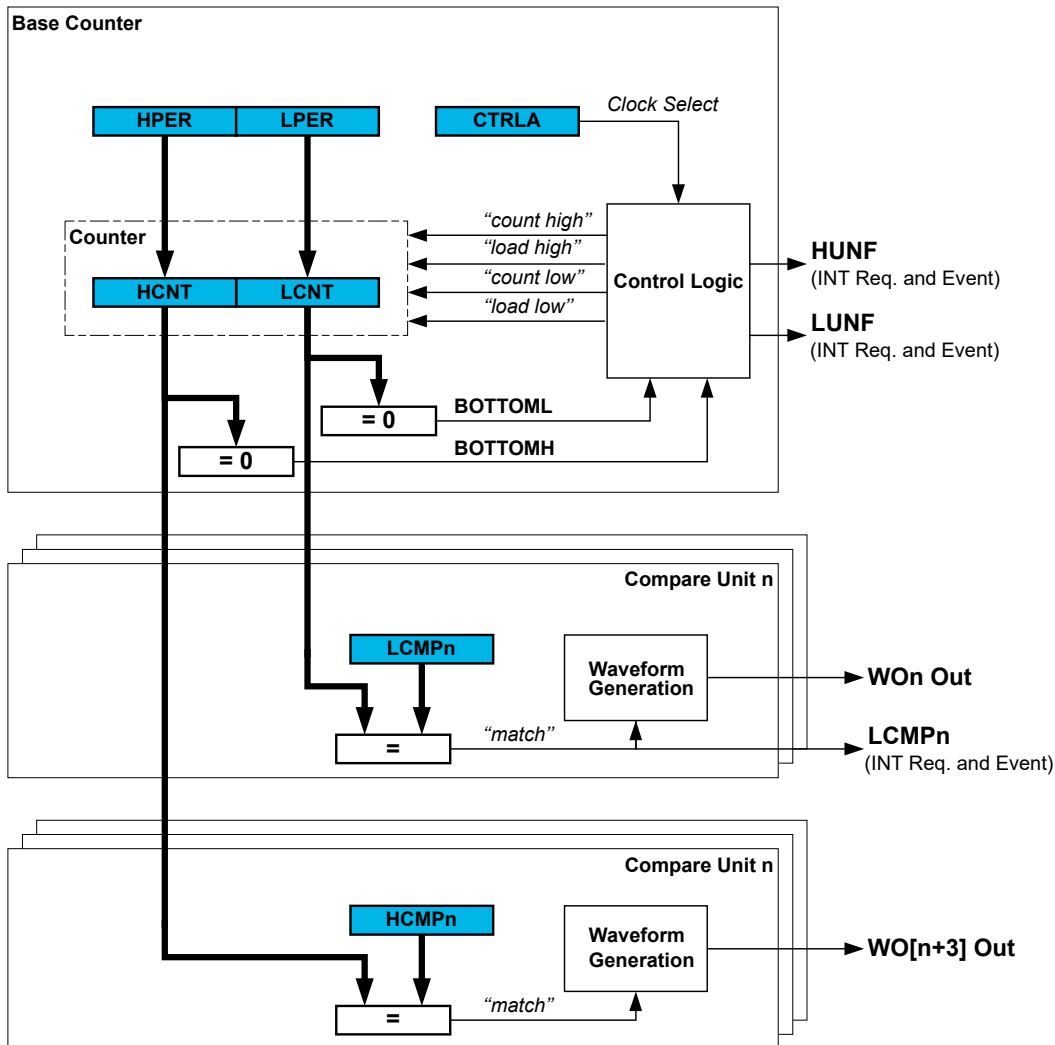 Base Counter
HPER
LPER
CTRLA
Clock Select
Counter
“count high”
“load high”
“count low”
“load low”
Control Logic
HUNF
(INT Req. and Event)
LUNF
(INT Req. and Event)
HCNT
LCNT
= 0
BOTTOML
= 0
BOTTOMH
Compare Unit n
LCMPn
Waveform
Generation
WOn Out
=
“match”
LCMPn
(INT Req. and Event)
Compare Unit n
HCMPn
Waveform
Generation
WO[n+3] Out
=
“match”